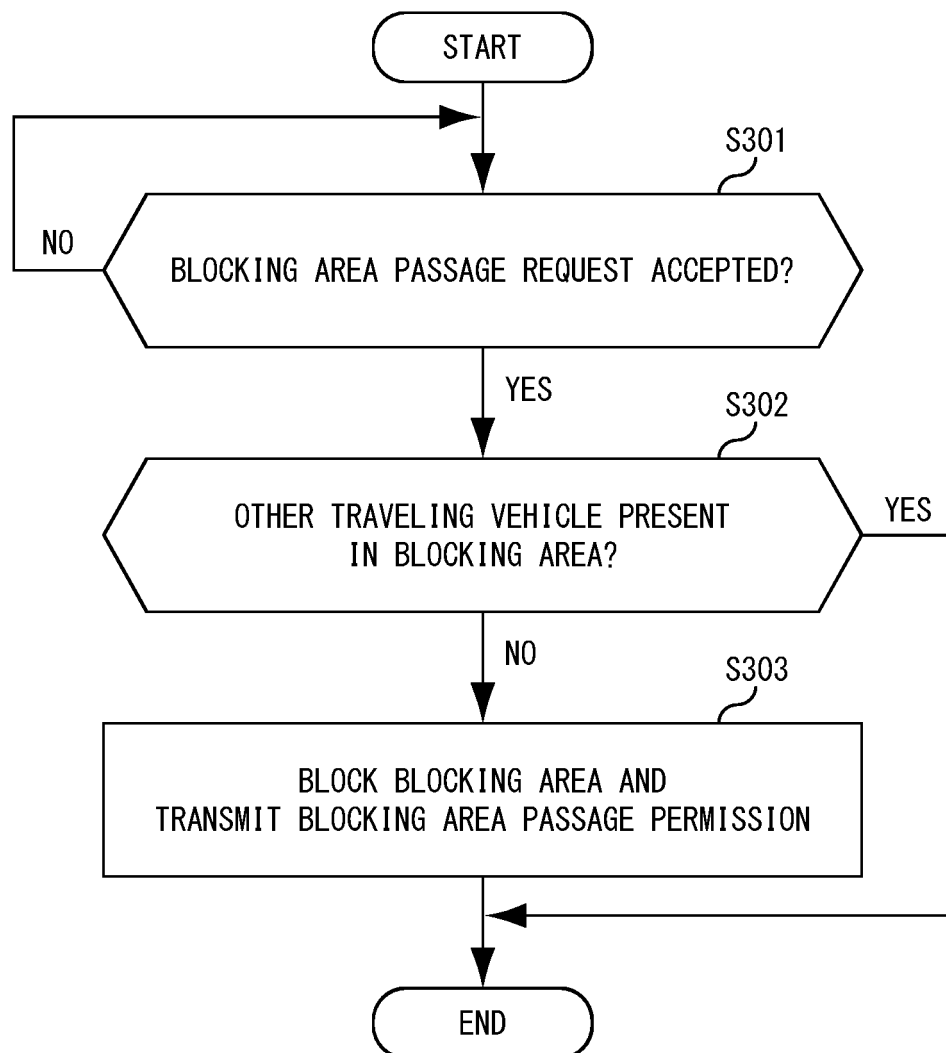 START
S301
NO
BLOCKING AREA PASSAGE REQUEST ACCEPTED?
YES
S302
OTHER TRAVELING VEHICLE PRESENT
IN BLOCKING AREA?
YES
NO
S303
BLOCK BLOCKING AREA AND
TRANSMIT BLOCKING AREA PASSAGE PERMISSION
END